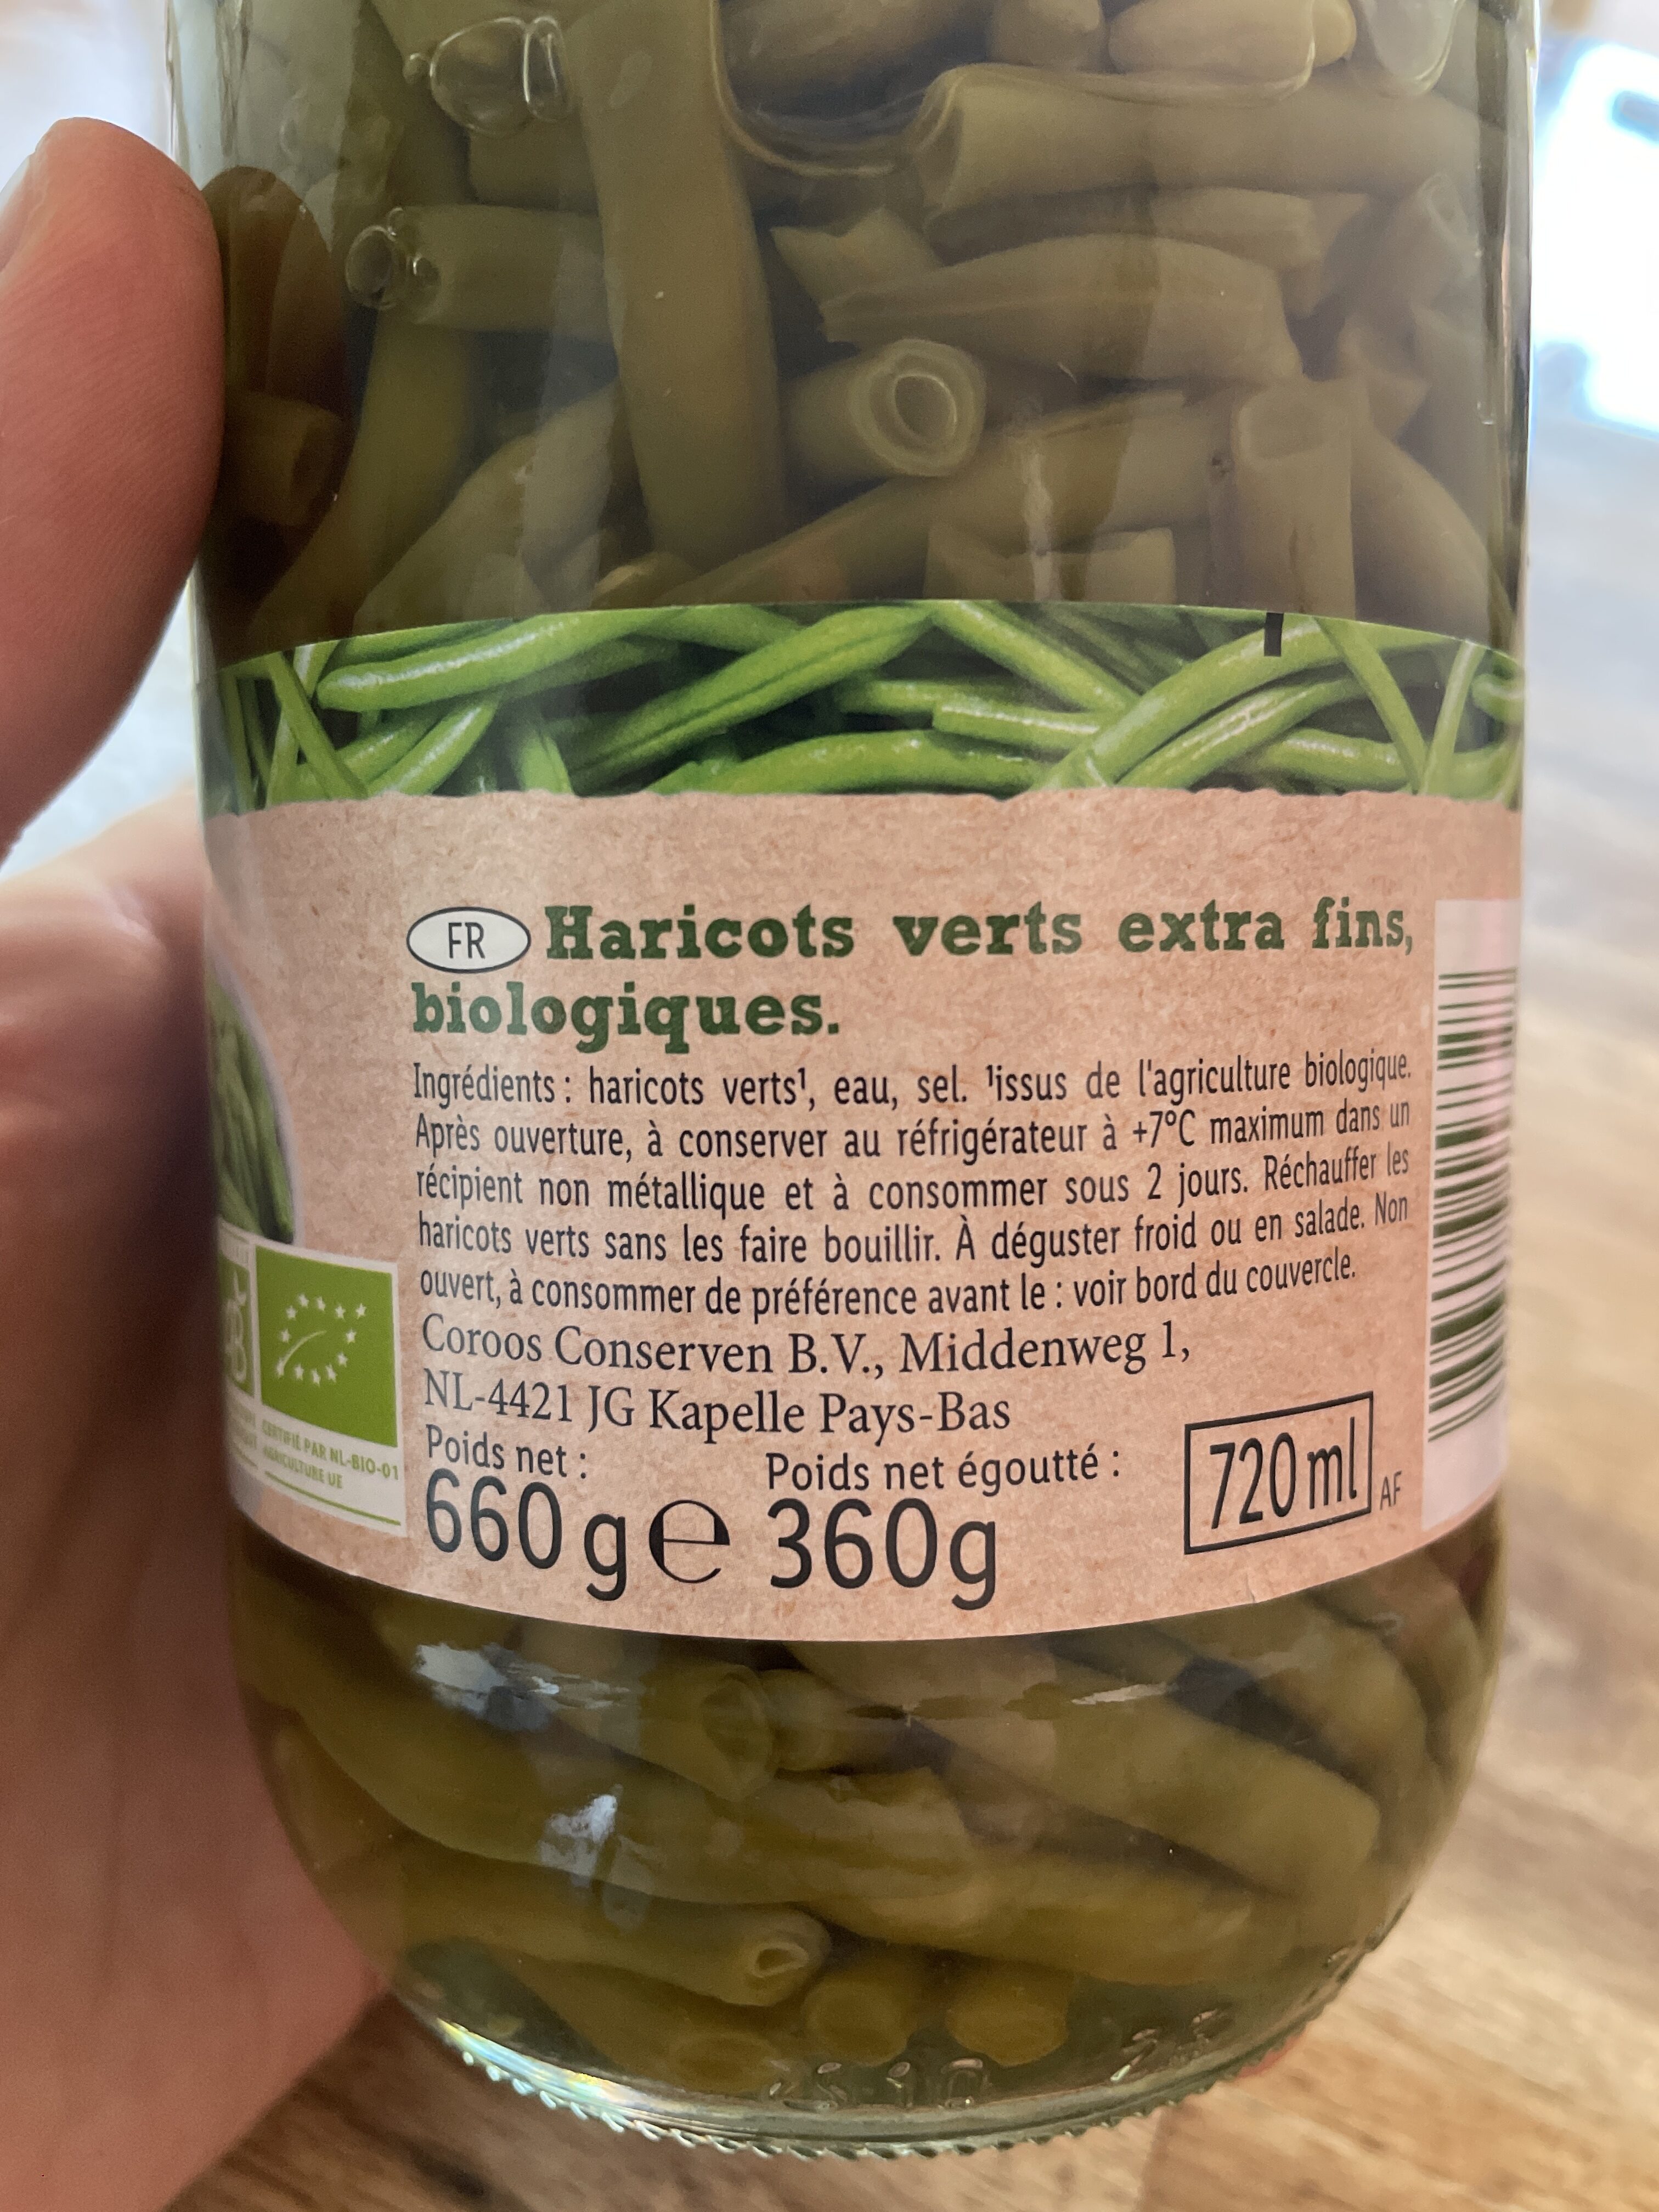 FR Haricots verts extra fins,
biologiques.
Ingrédients : haricots verts¹, eau, sel. ¹issus de l'agriculture biologique.
Après ouverture, à conserver au réfrigérateur à +7°C maximum dans un
récipient non métallique et à consommer sous 2 jours. Réchauffer les
haricots verts sans les faire bouillir. À déguster froid ou en salade. Non
ouvert, à consommer de préférence avant le : voir bord du couvercle.
Coroos Conserven B.V., Middenweg 1,
NL-4421 JG Kapelle Pays-Bas
Poids net : Poids net égoutté :
660 g e 360g
720 ml AF
CERTIFIÉ PAR NL-BIO-01
AGRICULTURE UE